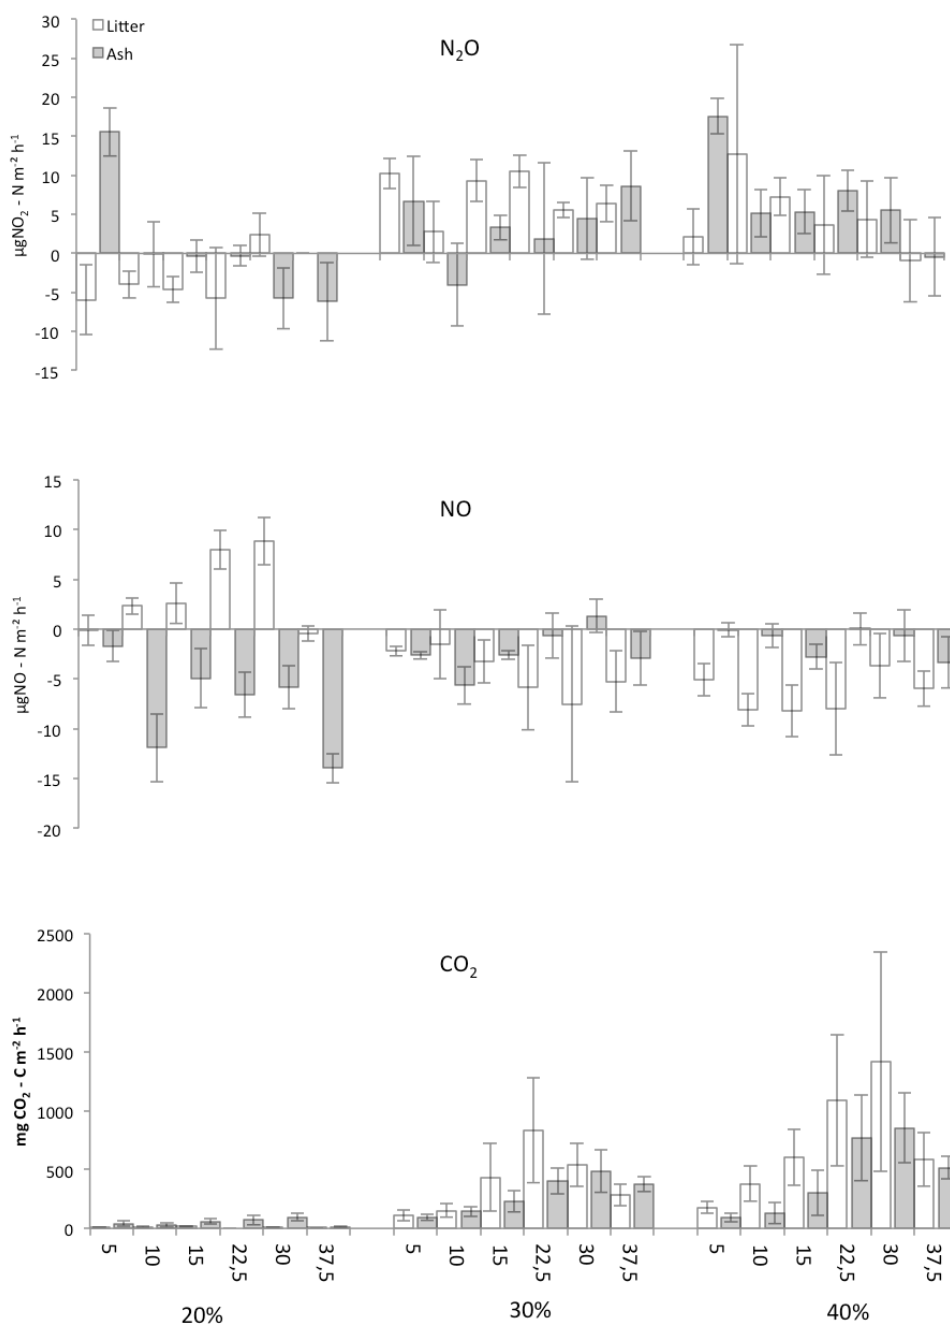 Litter
Ash
N₂O
µgNO₂ - N m⁻² h⁻¹
30
25
20
15
10
5
0
-5
-10
-15
NO
µgNO - N m⁻² h⁻¹
15
10
5
0
-5
-10
-15
-20
CO₂
mg CO₂ - C m⁻² h⁻¹
2500
2000
1500
1000
500
0
5 10 15 22,5 30 37,5 5 10 15 22,5 30 37,5 5 10 15 22,5 30 37,5
20% 30% 40%